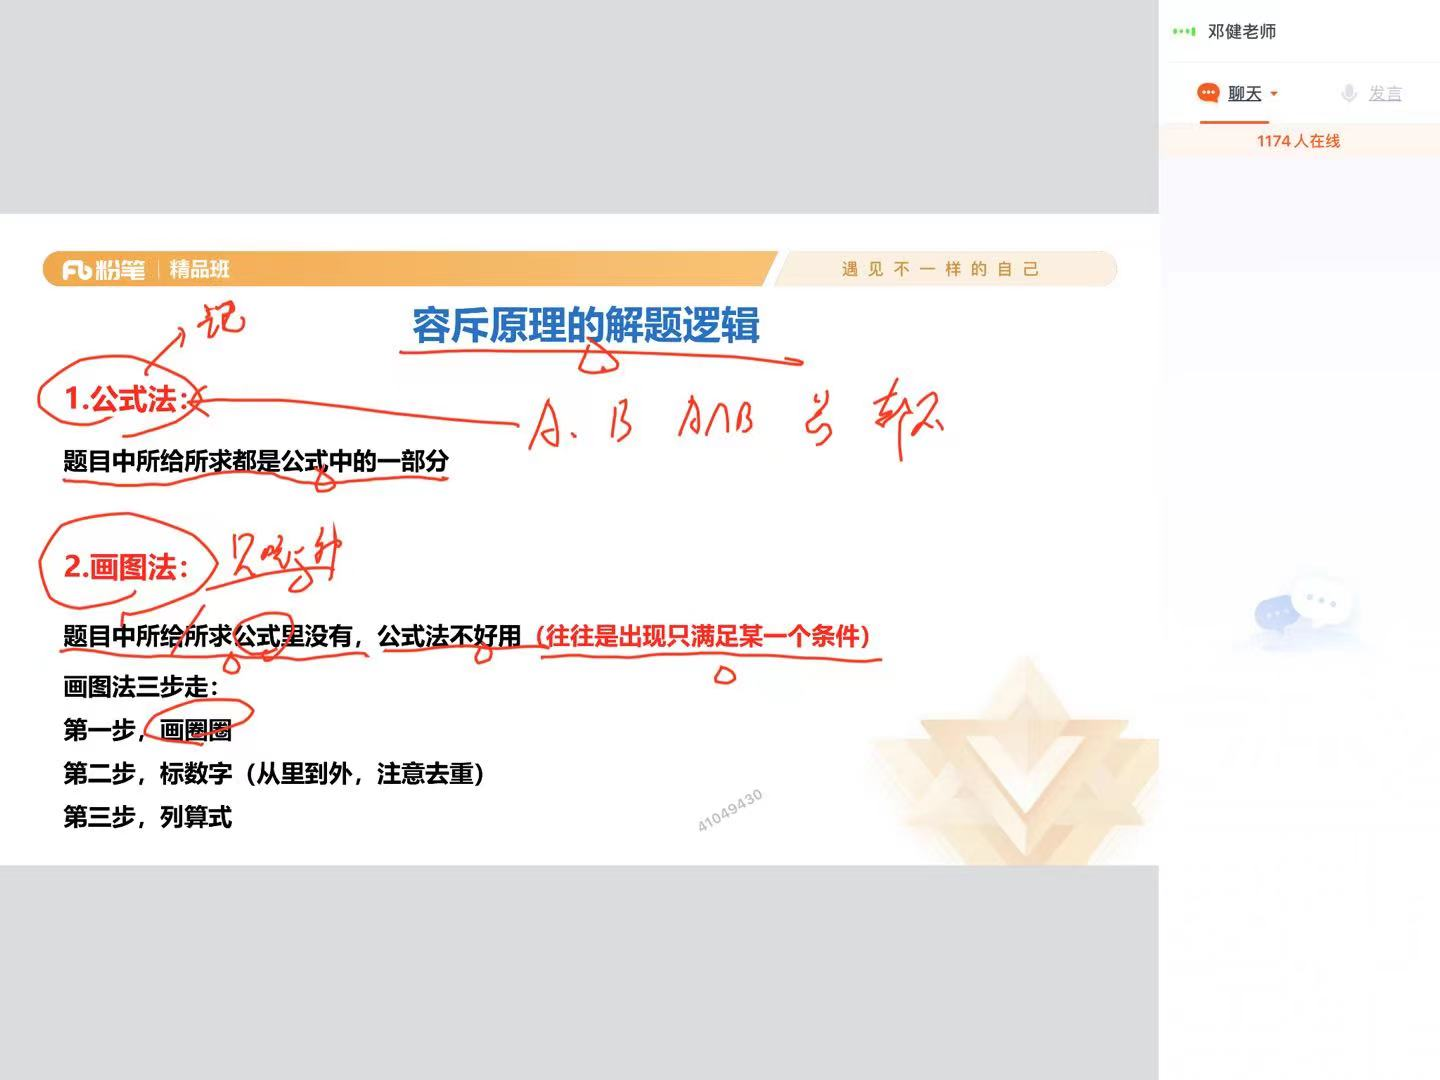 邓健老师
聊天
发言
1174人在线
粉笔 精品班
遇见不一样的自己
容斥原理的解题逻辑
记
1.公式法：
A、B A∩B 总 都不
题目中所给所求都是公式中的一部分
2.画图法：
题目中所给所求公式里没有，公式法不好用（往往是出现只满足某一个条件）
画图法三步走：
第一步，画圈圈
第二步，标数字（从里到外，注意去重）
第三步，列算式
41049430